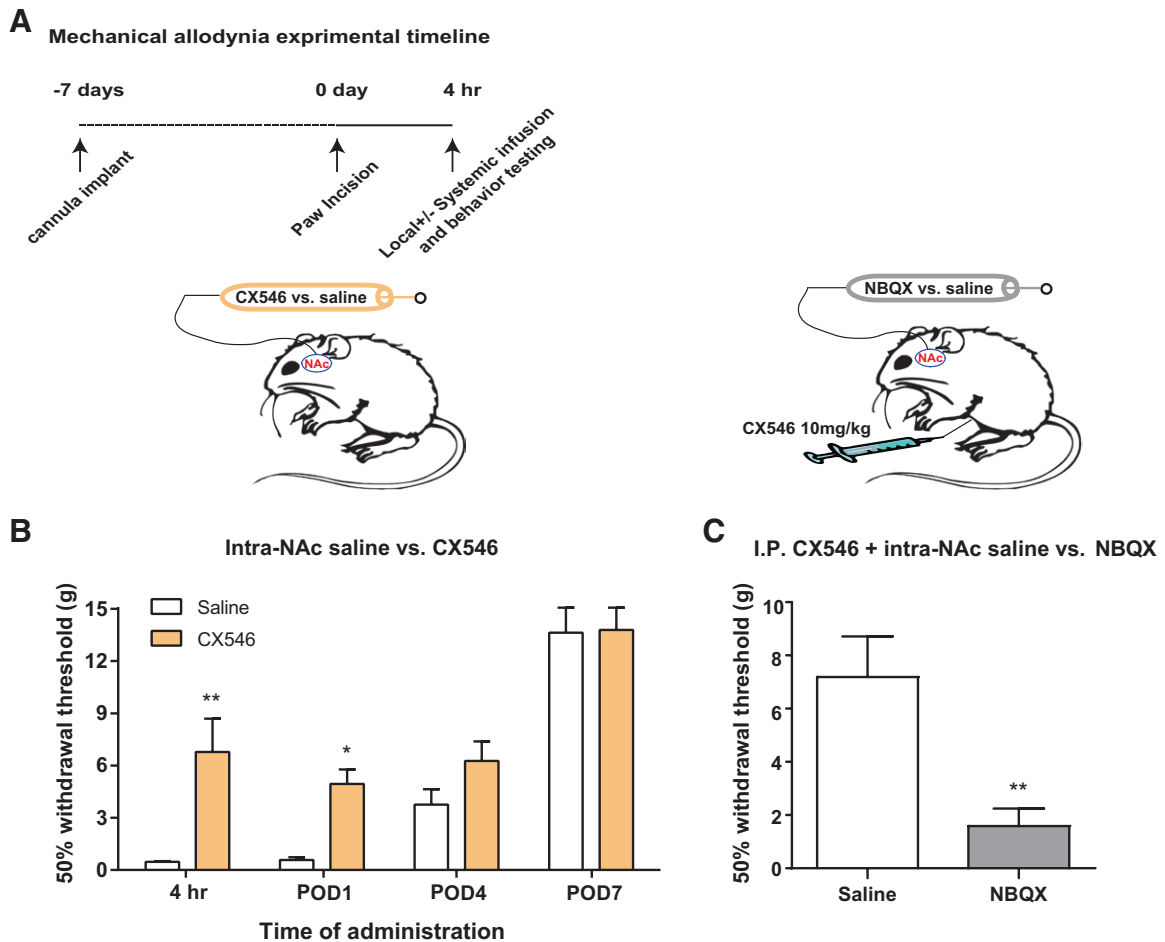 A
Mechanical allodynia exprimental timeline
-7 days
0 day
4 hr
cannula implant
Paw Incision
Local+/- Systemic infusion
and behavior testing
CX546 vs. saline
NAc
NBQX vs. saline
NAc
CX546 10mg/kg
B
Intra-NAc saline vs. CX546
50% withdrawal threshold (g)
15
12
9
6
3
0
Saline
CX546
**
*
4 hr
POD1
POD4
POD7
Time of administration
C
I.P. CX546 + intra-NAc saline vs. NBQX
50% withdrawal threshold (g)
10
8
6
4
2
0
**
Saline
NBQX